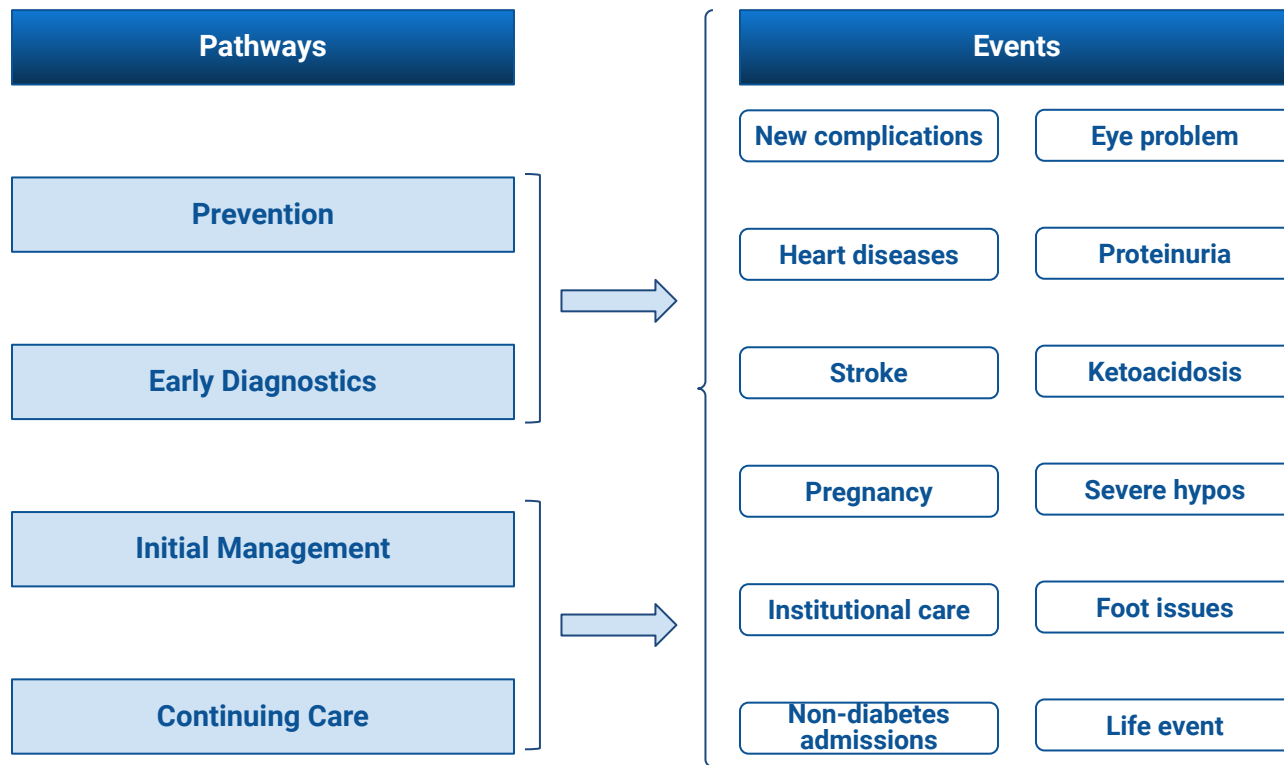 Pathways
Events
Prevention
Early Diagnostics
Initial Management
Continuing Care
New complications
Eye problem
Heart diseases
Proteinuria
Stroke
Ketoacidosis
Pregnancy
Severe hypos
Institutional care
Foot issues
Non-diabetes
admissions
Life event